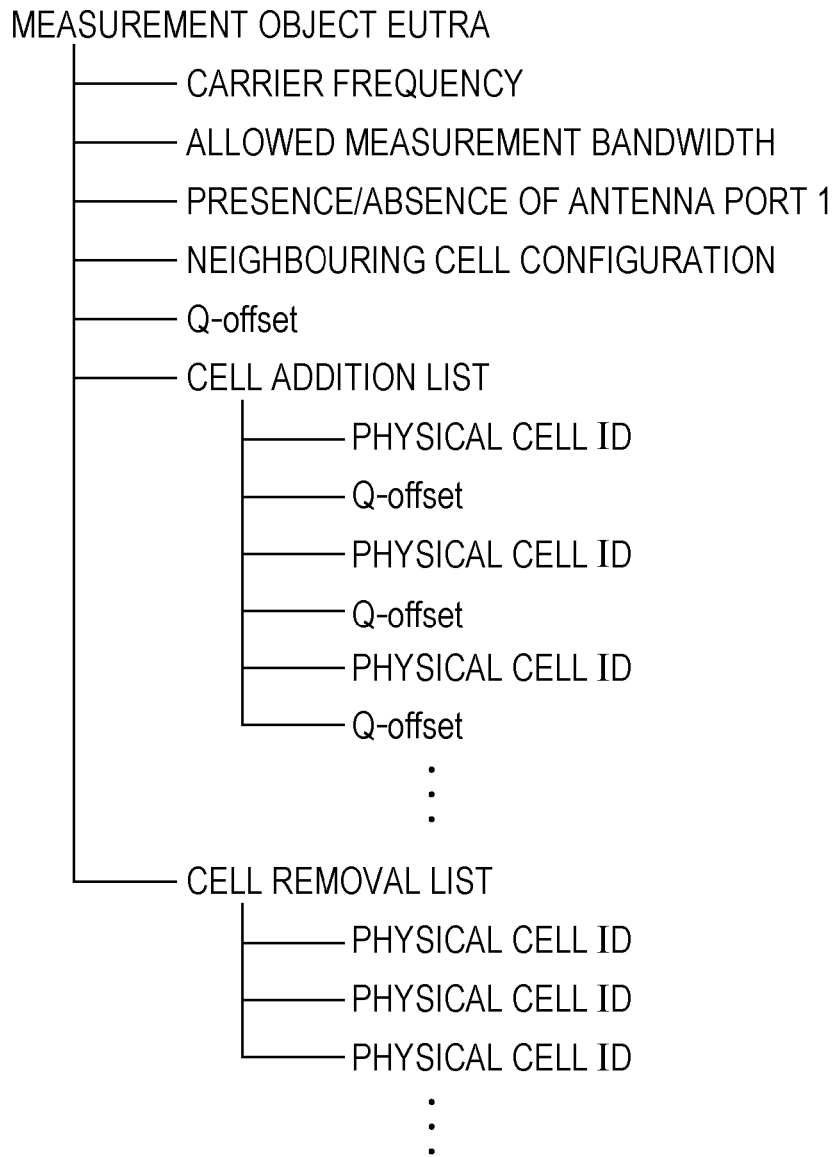 MEASUREMENT OBJECT EUTRA
CARRIER FREQUENCY
ALLOWED MEASUREMENT BANDWIDTH
PRESENCE/ABSENCE OF ANTENNA PORT 1
NEIGHBOURING CELL CONFIGURATION
Q-offset
CELL ADDITION LIST
PHYSICAL CELL ID
Q-offset
PHYSICAL CELL ID
Q-offset
PHYSICAL CELL ID
Q-offset
CELL REMOVAL LIST
PHYSICAL CELL ID
PHYSICAL CELL ID
PHYSICAL CELL ID